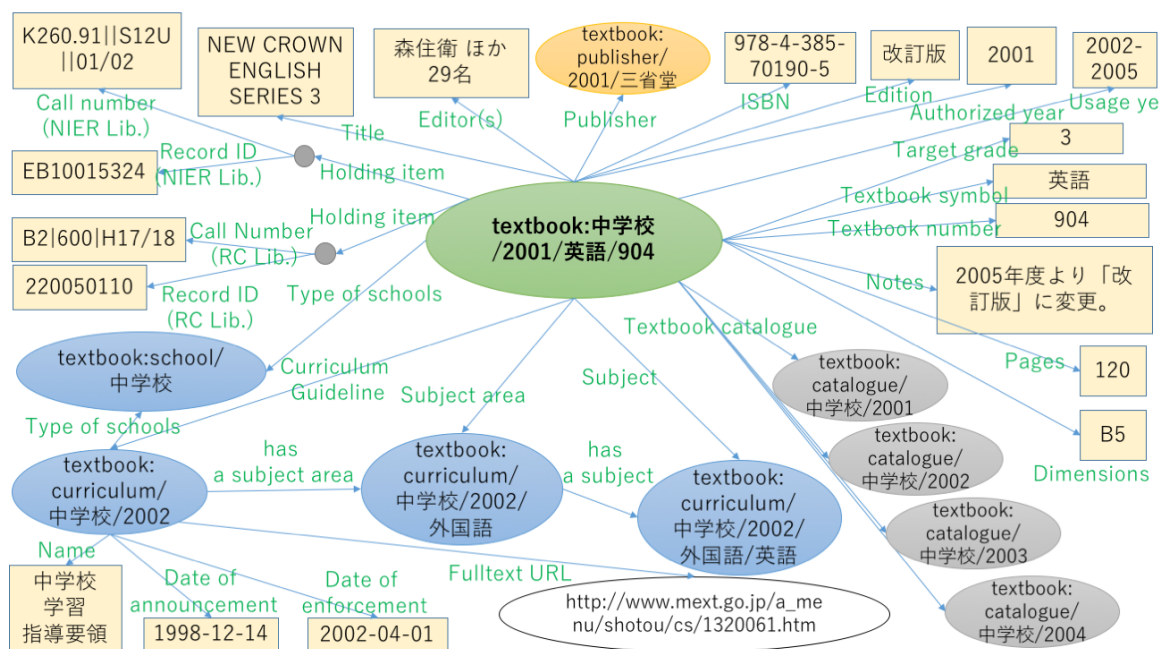 K260.91||S12U
||01/02
NEW CROWN
ENGLISH
SERIES 3
森住衛 ほか
29名
textbook:
publisher/
2001/三省堂
978-4-385-
70190-5
改訂版
2001
2002-
2005
Call number
(NIER Lib.)
Title
Editor(s)
Publisher
ISBN
Edition
Authorized year
Usage ye
EB10015324
Record ID
(NIER Lib.)
Holding item
Target grade
3
Textbook symbol
英語
Textbook number
904
B2|600|H17/18
Call Number
(RC Lib.)
Holding item
textbook:中学校
/2001/英語/904
220050110
Record ID
(RC Lib.)
Type of schools
Notes
2005年度より「改
訂版」に変更。
textbook:school/
中学校
Curriculum
Guideline
Subject area
Subject
Textbook catalogue
textbook:
catalogue/
中学校/2001
Pages
120
Type of schools
textbook:
catalogue/
中学校/2002
B5
Dimensions
textbook:
curriculum/
中学校/2002
has
a subject area
textbook:
curriculum/
中学校/2002/
外国語
has
a subject
textbook:
curriculum/
中学校/2002/
外国語/英語
textbook:
catalogue/
中学校/2003
Name
中学校
学習
指導要領
Date of
announcement
1998-12-14
Date of
enforcement
2002-04-01
Fulltext URL
http://www.mext.go.jp/a_me
nu/shotou/cs/1320061.htm
textbook:
catalogue/
中学校/2004